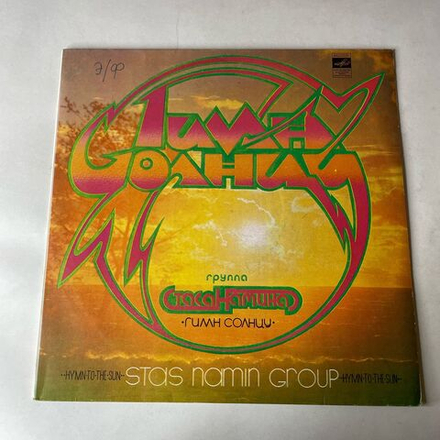 э/ф
Гимн
Солнцу
группа
Стаса Намина
•ГИМН СОЛНЦУ•
-HYMN-TO-THE-SUN- STAS NAMIN GROUP -HYMN-TO-THE-SUN-